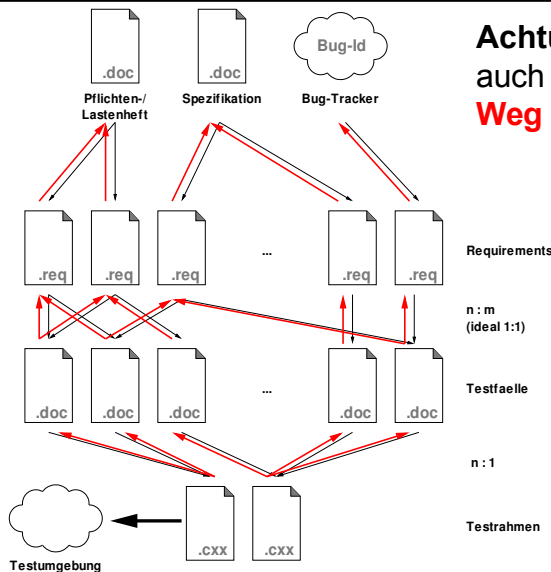 Achtu
auch
Weg
.doc
.doc
Bug-Id
Pflichten-/
Lastenheft
Spezifikation
Bug-Tracker
.req
.req
.req
...
.req
.req
Requirements
n : m
(ideal 1:1)
.doc
.doc
.doc
...
.doc
.doc
Testfaelle
n : 1
.cxx
.cxx
Testrahmen
Testumgebung